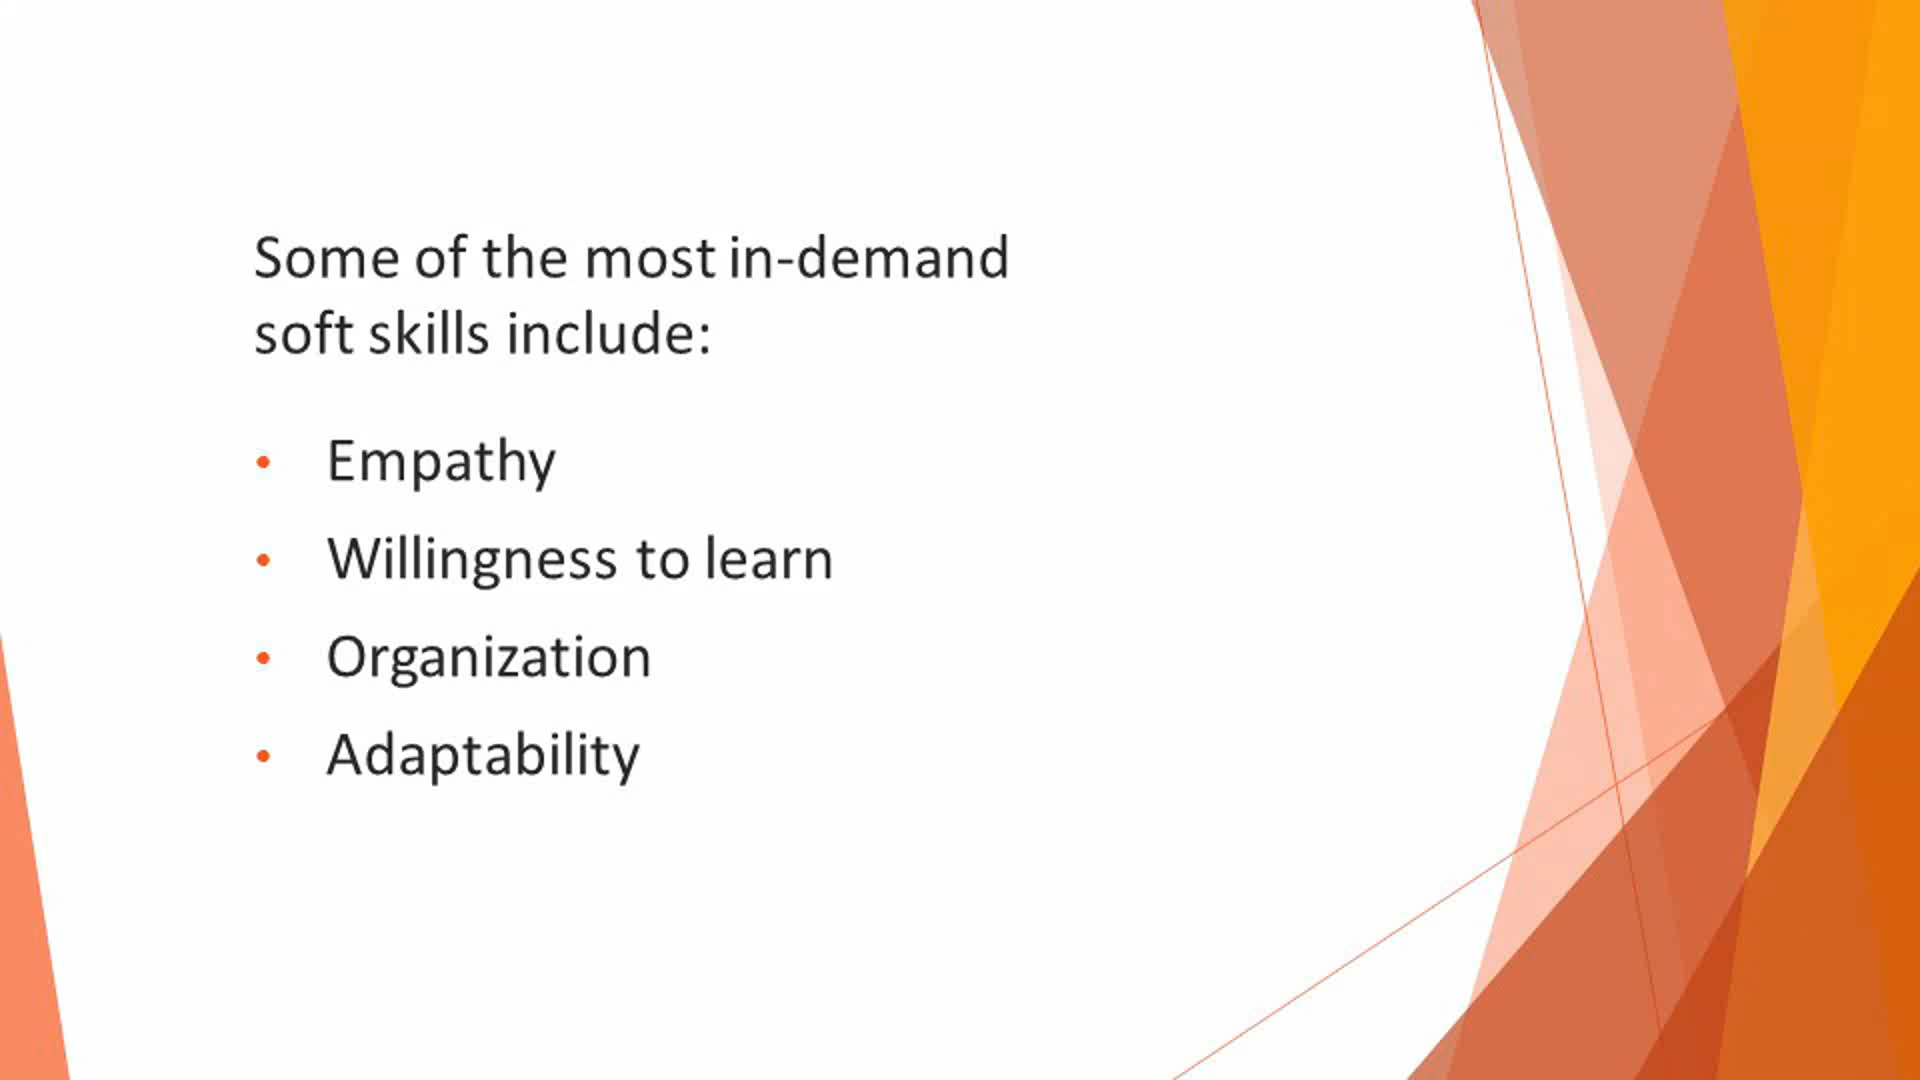 Some of the most in-demand
soft skills include:
• Empathy
• Willingness to learn
• Organization
• Adaptability